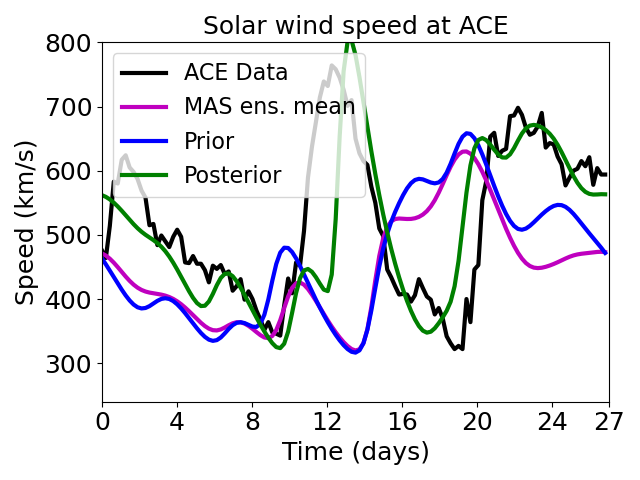 Solar wind speed at ACE
ACE Data
MAS ens. mean
Prior
Posterior
Speed (km/s)
800
700
600
500
400
300
0 4 8 12 16 20 24 27
Time (days)